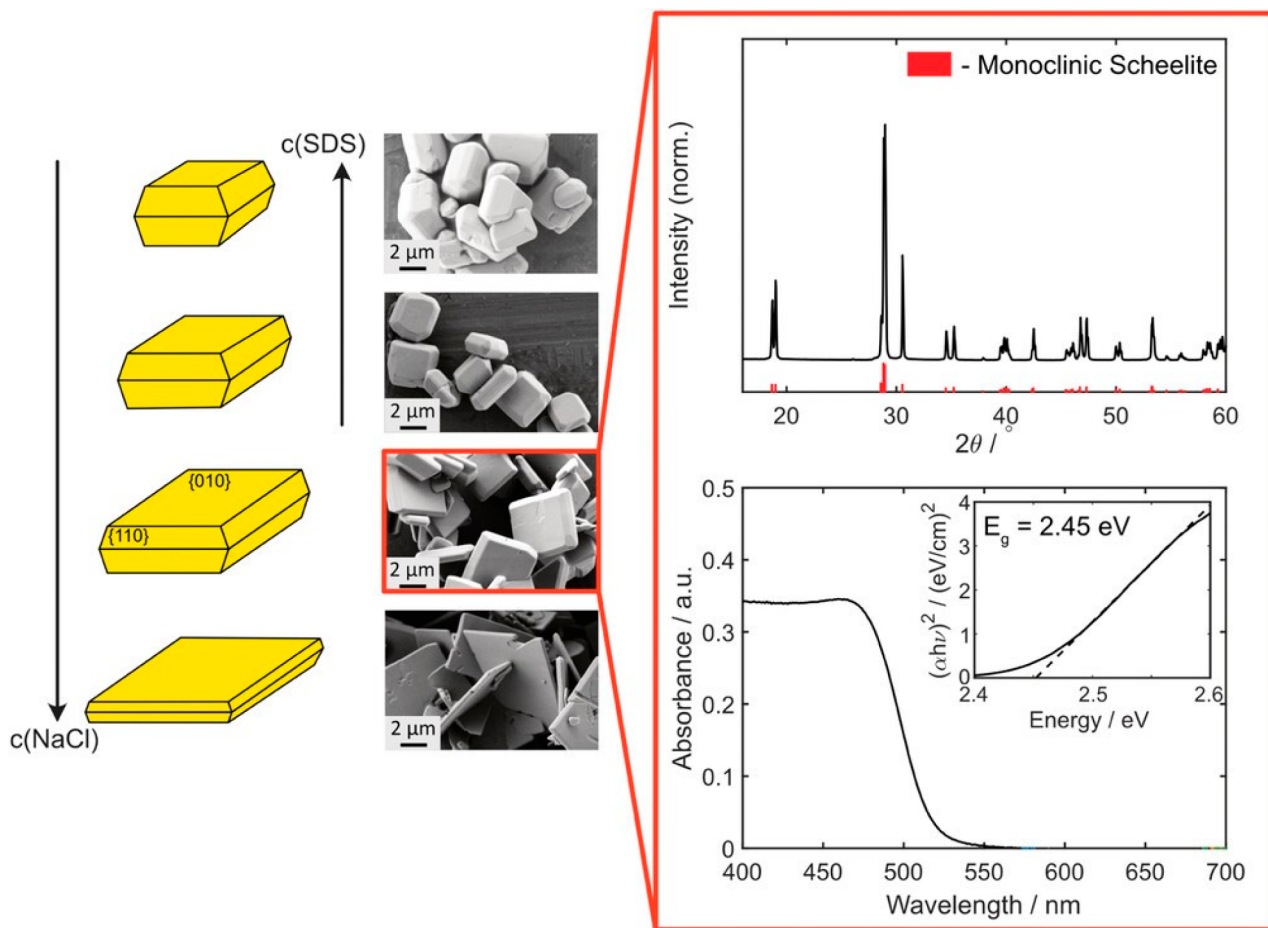 c(SDS)
c(NaCl)
{010}
{110}
2 μm
2 μm
2 μm
2 μm
- Monoclinic Scheelite
Intensity (norm.)
20 30 40 50 60
2θ / °
0.5
0.4
0.3
0.2
0.1
0
Absorbance / a.u.
400 450 500 550 600 650 700
Wavelength / nm
E_g = 2.45 eV
4
3
2
1
0
(αhν)² / (eV/cm)²
2.4 2.5 2.6
Energy / eV